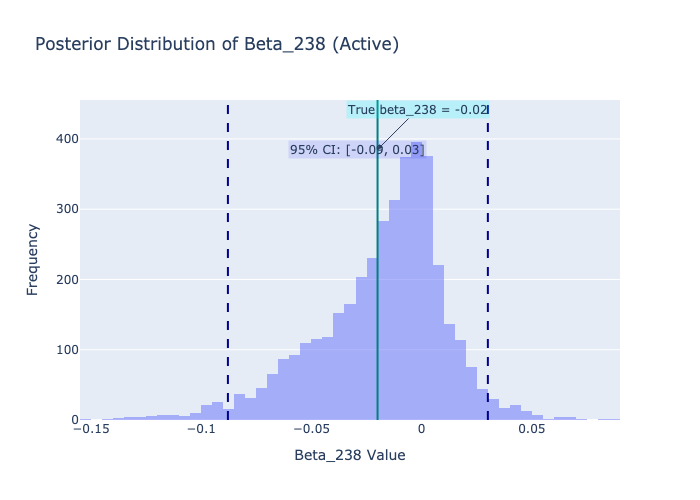 Posterior Distribution of Beta_238 (Active)
True beta_238 = -0.02
95% CI: [-0.09, 0.03]
400
300
200
100
0
Frequency
−0.15
−0.1
−0.05
0
0.05
Beta_238 Value